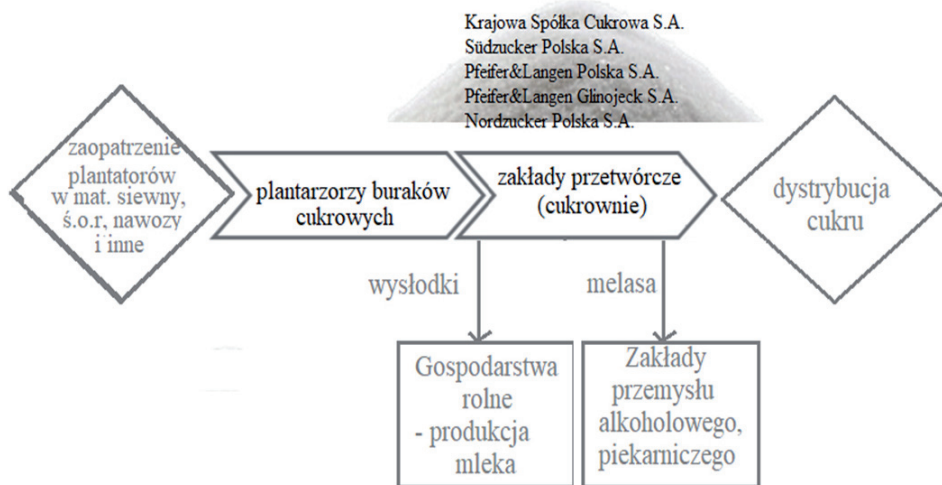 Krajowa Spółka Cukrowa S.A.
Südzucker Polska S.A.
Pfeifer&Langen Polska S.A.
Pfeifer&Langen Glinojeck S.A.
Nordzucker Polska S.A.
zaopatrzenie
plantatorów
w mat. siewny,
ś.o.r, nawozy
i inne
plantarzorzy buraków
cukrowych
zakłady przetwórcze
(cukrownie)
dystrybucja
cukru
wysłodki
melasa
Gospodarstwa
rolne
- produkcja
mleka
Zakłady
przemysłu
alkoholowego,
piekarniczego